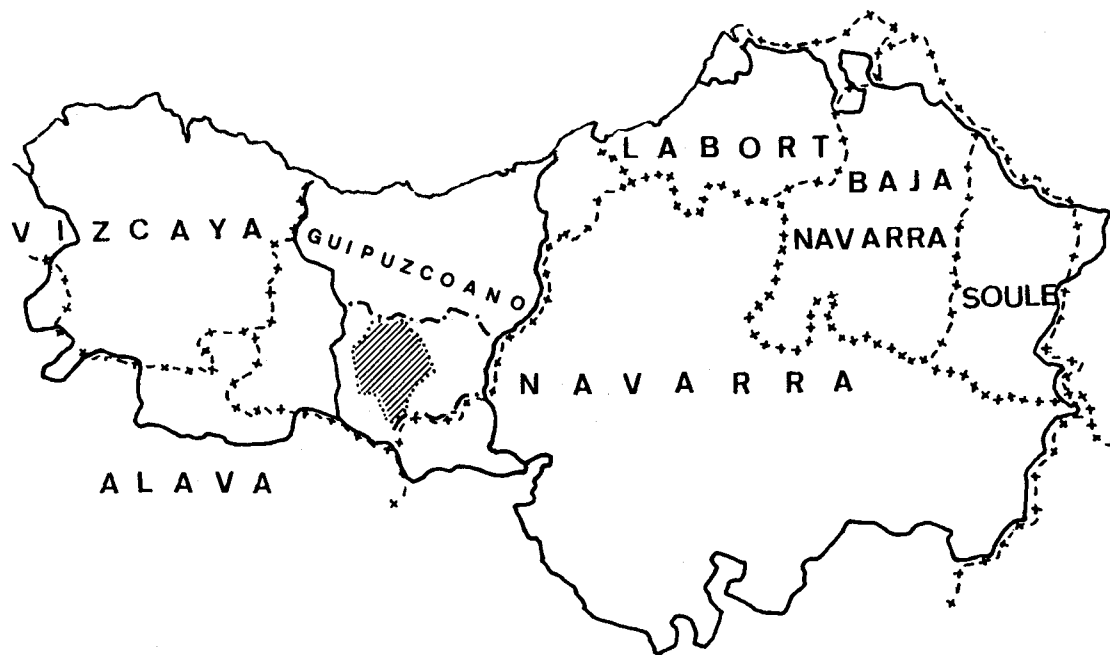 LABORT
BAJA
NAVARRA
VIZCAYA
GUIPUZCOANO
SOULE
NAVARRA
ALAVA